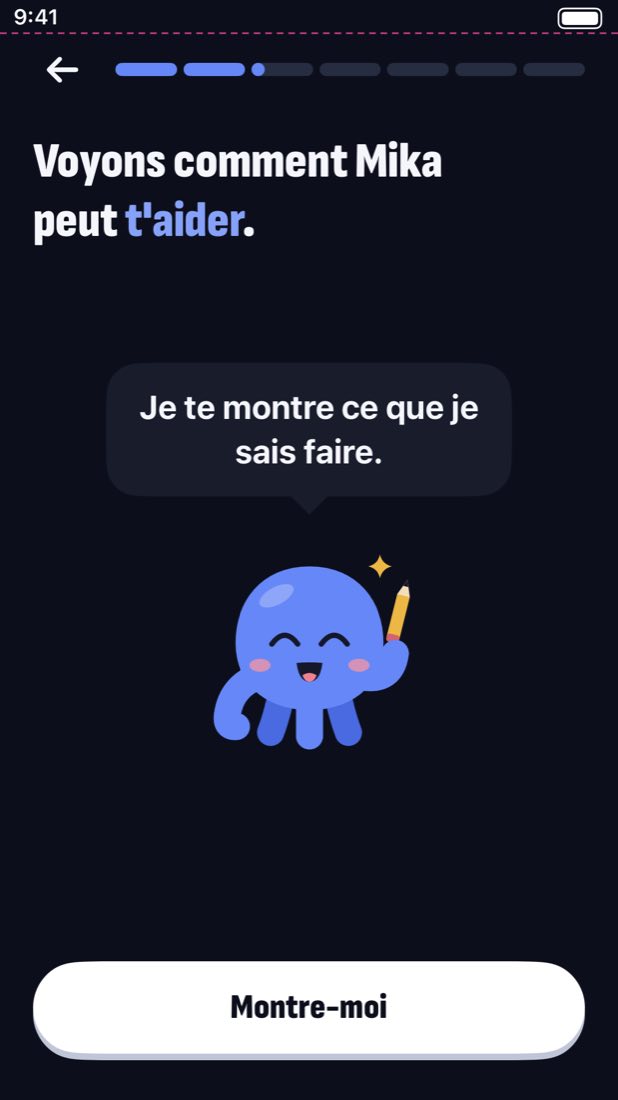 9:41
Voyons comment Mika
peut t'aider.
Je te montre ce que je
sais faire.
Montre-moi